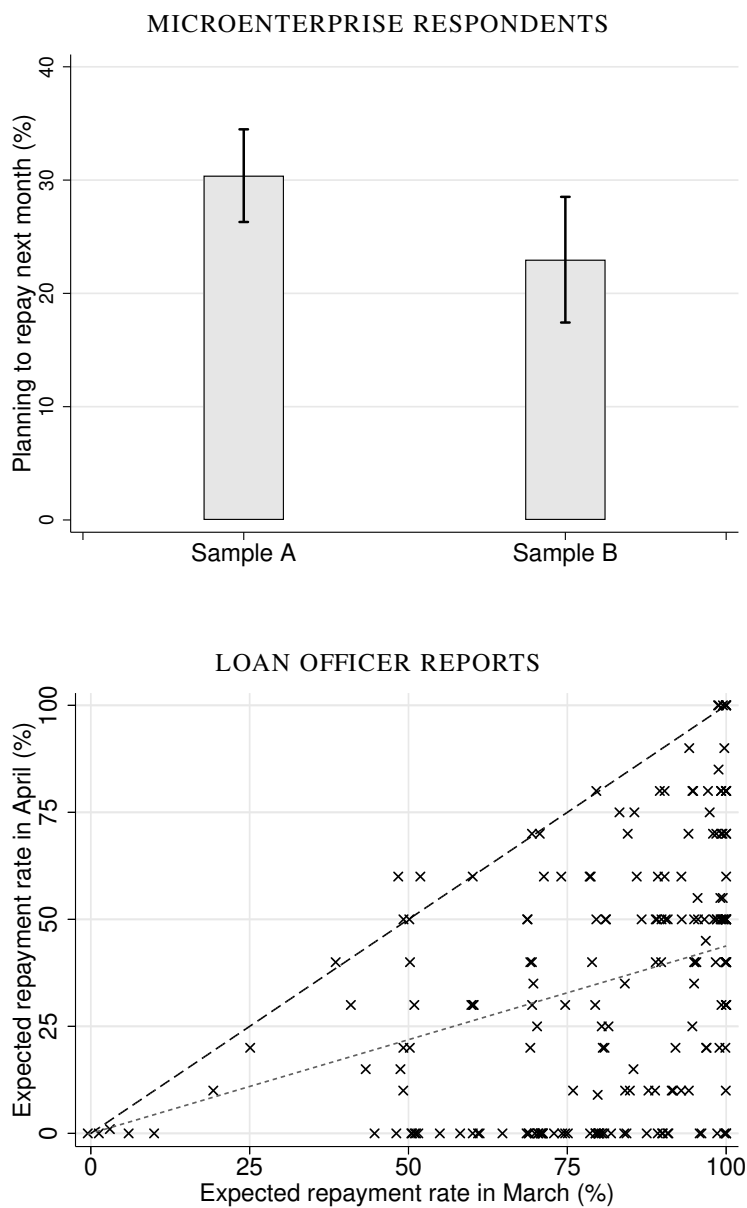 MICROENTERPRISE RESPONDENTS
Planning to repay next month (%)
40
30
20
10
0
Sample A Sample B
LOAN OFFICER REPORTS
Expected repayment rate in April (%)
100
75
50
25
0
0 25 50 75 100
Expected repayment rate in March (%)